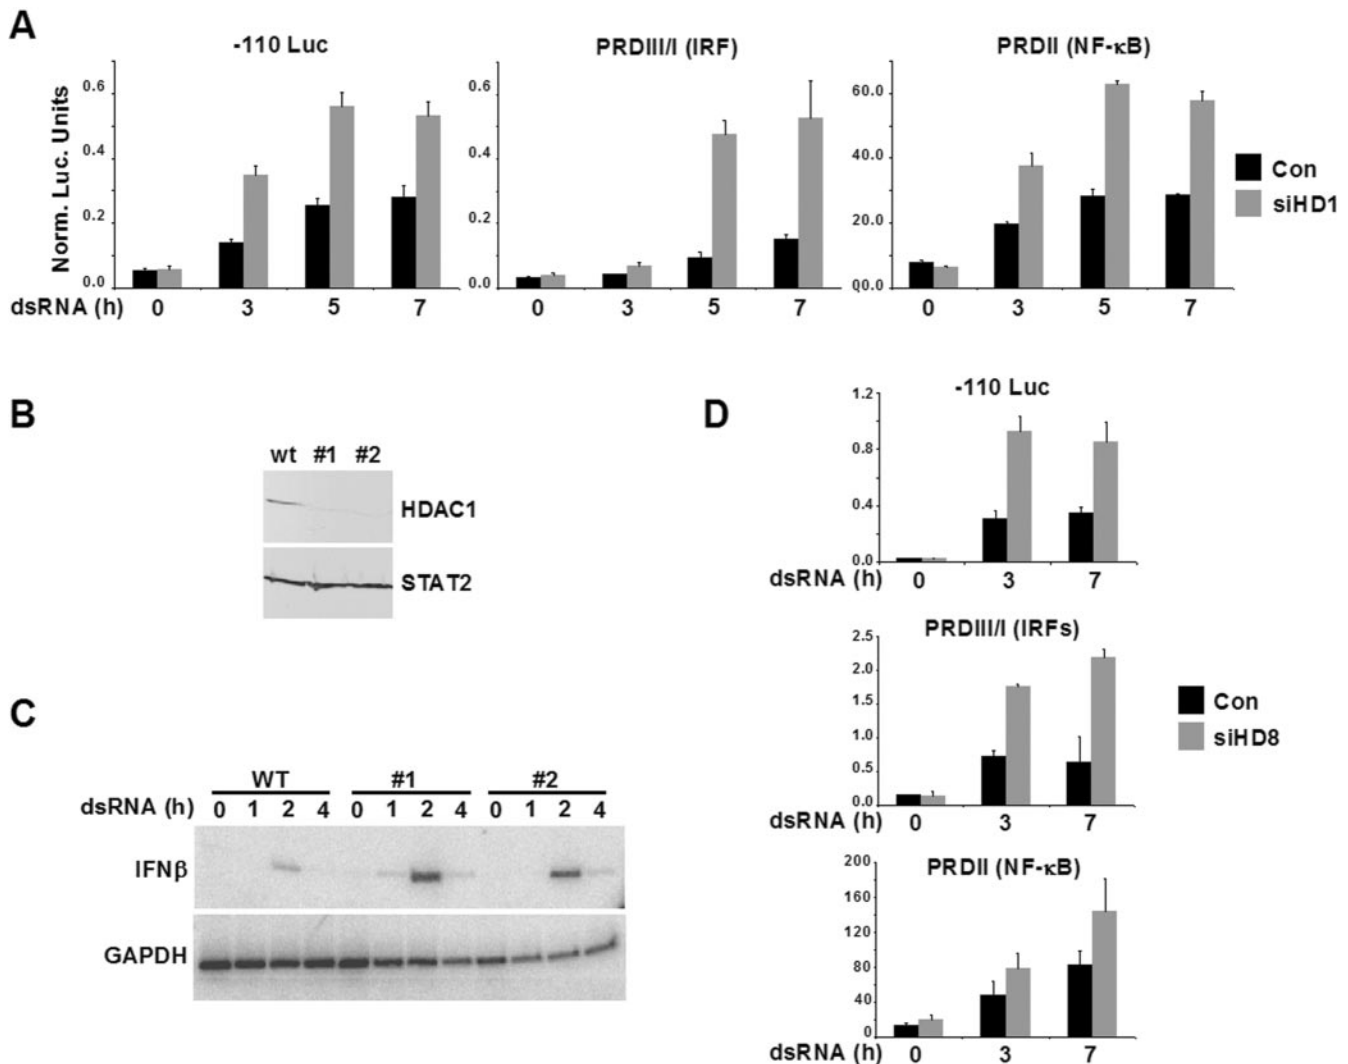 A
-110 Luc
PRDIII/I (IRF)
PRDII (NF-κB)
Norm. Luc. Units
0.6
0.4
0.2
0.0
0.6
0.4
0.2
0.0
60.0
40.0
20.0
0.0
Con
siHD1
dsRNA (h) 0 3 5 7
0 3 5 7
0 3 5 7
B
wt #1 #2
HDAC1
STAT2
C
WT #1 #2
dsRNA (h) 0 1 2 4 0 1 2 4 0 1 2 4
IFNβ
GAPDH
D
-110 Luc
1.2
0.8
0.4
0.0
dsRNA (h) 0 3 7
PRDIII/I (IRFs)
2.5
2.0
1.5
1.0
0.5
0.0
dsRNA (h) 0 3 7
Con
siHD8
PRDII (NF-κB)
200
160
120
80
40
0
dsRNA (h) 0 3 7